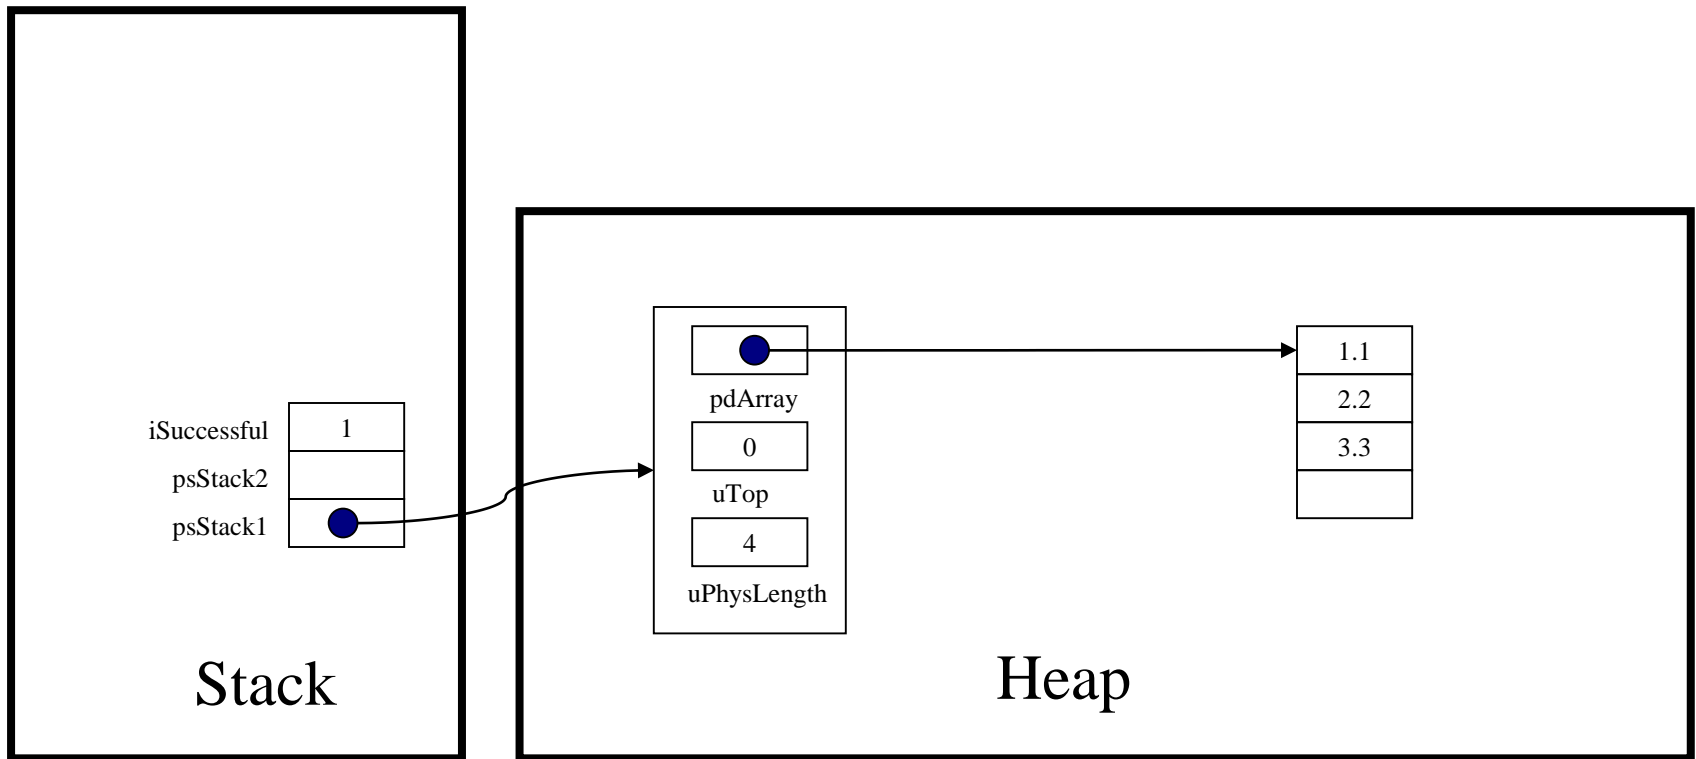 iSuccessful 1
psStack2
psStack1
Stack
pdArray
0
uTop
4
uPhysLength
1.1
2.2
3.3
Heap